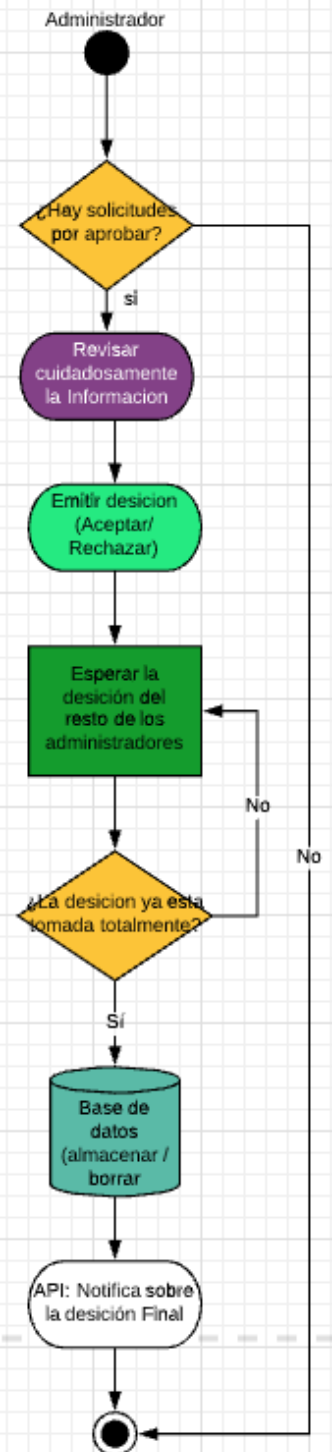 Administrador
¿Hay solicitudes
por aprobar?
si
Revisar
cuidadosamente
la Informacion
Emitir desicion
(Aceptar/
Rechazar)
Esperar la
desición del
resto de los
administradores
No
No
¿La desicion ya esta
tomada totalmente?
Sí
Base de
datos
(almacenar /
borrar
API: Notifica sobre
la desición Final